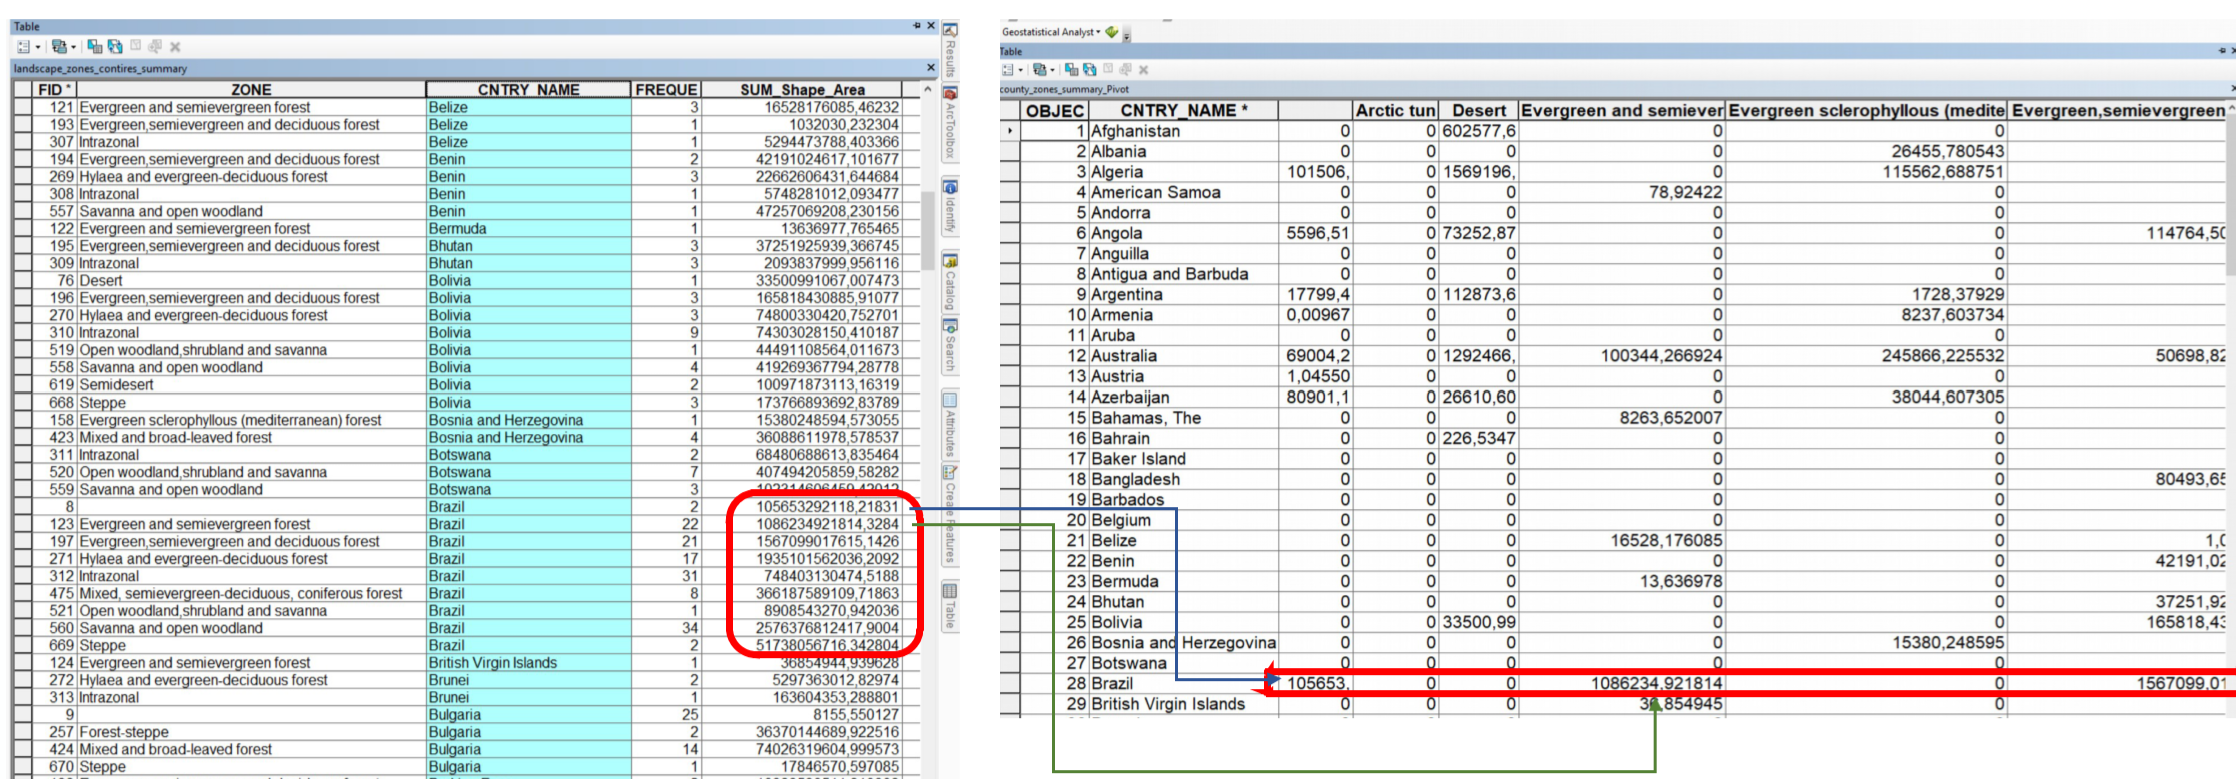 Table
landscape_zones_contires_summary
FID * ZONE CNTRY_NAME FREQUE SUM_Shape_Area
121 Evergreen and semievergreen forest Belize 3 16528176085,46232
193 Evergreen,semievergreen and deciduous forest Belize 1 1032030,232304
307 Intrazonal Belize 1 5294473788,403366
194 Evergreen,semievergreen and deciduous forest Benin 2 42191024617,101677
269 Hylaea and evergreen-deciduous forest Benin 3 22662606431,644684
308 Intrazonal Benin 1 5748281012,093477
557 Savanna and open woodland Benin 1 47257069208,230156
122 Evergreen and semievergreen forest Bermuda 1 13636977,765465
195 Evergreen,semievergreen and deciduous forest Bhutan 3 37251925939,366745
309 Intrazonal Bhutan 3 2093837999,956116
76 Desert Bolivia 1 33500991067,007473
196 Evergreen,semievergreen and deciduous forest Bolivia 3 165818430885,91077
270 Hylaea and evergreen-deciduous forest Bolivia 3 74800330420,752701
310 Intrazonal Bolivia 9 74303028150,410187
519 Open woodland,shrubland and savanna Bolivia 1 44491108564,011673
558 Savanna and open woodland Bolivia 4 419269367794,28778
619 Semidesert Bolivia 2 100971873113,16319
668 Steppe Bolivia 3 173766893692,83789
158 Evergreen sclerophyllous (mediterranean) forest Bosnia and Herzegovina 1 15380248594,573055
423 Mixed and broad-leaved forest Bosnia and Herzegovina 4 36088611978,578537
311 Intrazonal Botswana 2 68480688613,835464
520 Open woodland,shrubland and savanna Botswana 7 407494205859,58282
559 Savanna and open woodland Botswana 3
8 Brazil 2 105653292118,21831
123 Evergreen and semievergreen forest Brazil 22 1086234921814,3284
197 Evergreen,semievergreen and deciduous forest Brazil 21 1567099017615,1426
271 Hylaea and evergreen-deciduous forest Brazil 17 1935101562036,2092
312 Intrazonal Brazil 31 748403130474,5188
475 Mixed, semievergreen-deciduous, coniferous forest Brazil 8 366187589109,71863
521 Open woodland,shrubland and savanna Brazil 1 8908543270,942036
560 Savanna and open woodland Brazil 34 2576376812417,9004
669 Steppe Brazil 2 51738056716,342804
124 Evergreen and semievergreen forest British Virgin Islands 1 36854944,939628
272 Hylaea and evergreen-deciduous forest Brunei 2 5297363012,82974
313 Intrazonal Brunei 1 163604353,288801
9 Bulgaria 25 8155,550127
257 Forest-steppe Bulgaria 2 36370144689,922516
424 Mixed and broad-leaved forest Bulgaria 14 74026319604,999573
670 Steppe Bulgaria 1 17846570,597085
Results
ArcToolbox
Identify
Catalog
Search
Attributes
Create Features
Table
Geostatistical Analyst
Table
county_zones_summary_Pivot
OBJEC CNTRY_NAME * Arctic tun Desert Evergreen and semiever Evergreen sclerophyllous (medite Evergreen,semievergreen
1 Afghanistan 0 0 602577,6 0 0
2 Albania 0 0 0 0 26455,780543
3 Algeria 101506, 0 1569196, 0 115562,688751
4 American Samoa 0 0 0 78,92422 0
5 Andorra 0 0 0 0 0
6 Angola 5596,51 0 73252,87 0 0 114764,50
7 Anguilla 0 0 0 0 0
8 Antigua and Barbuda 0 0 0 0 0
9 Argentina 17799,4 0 112873,6 0 1728,37929
10 Armenia 0,00967 0 0 0 8237,603734
11 Aruba 0 0 0 0 0
12 Australia 69004,2 0 1292466, 100344,266924 245866,225532 50698,82
13 Austria 1,04550 0 0 0 0
14 Azerbaijan 80901,1 0 26610,60 0 38044,607305
15 Bahamas, The 0 0 0 8263,652007 0
16 Bahrain 0 0 226,5347 0 0
17 Baker Island 0 0 0 0 0
18 Bangladesh 0 0 0 0 0 80493,65
19 Barbados 0 0 0 0 0
20 Belgium 0 0 0 0 0
21 Belize 0 0 0 16528,176085 0 1,0
22 Benin 0 0 0 0 0 42191,02
23 Bermuda 0 0 0 13,636978 0
24 Bhutan 0 0 0 0 0 37251,92
25 Bolivia 0 0 33500,99 0 0 165818,43
26 Bosnia and Herzegovina 0 0 0 0 15380,248595
27 Botswana 0 0 0 0 0
28 Brazil 105653, 0 0 1086234,921814 0 1567099,01
29 British Virgin Islands 0 0 0 36,854945 0